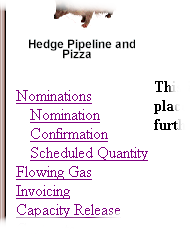 Hedge Pipeline and
Pizza
Nominations
Nomination
Confirmation
Scheduled Quantity
Flowing Gas
Invoicing
Capacity Release